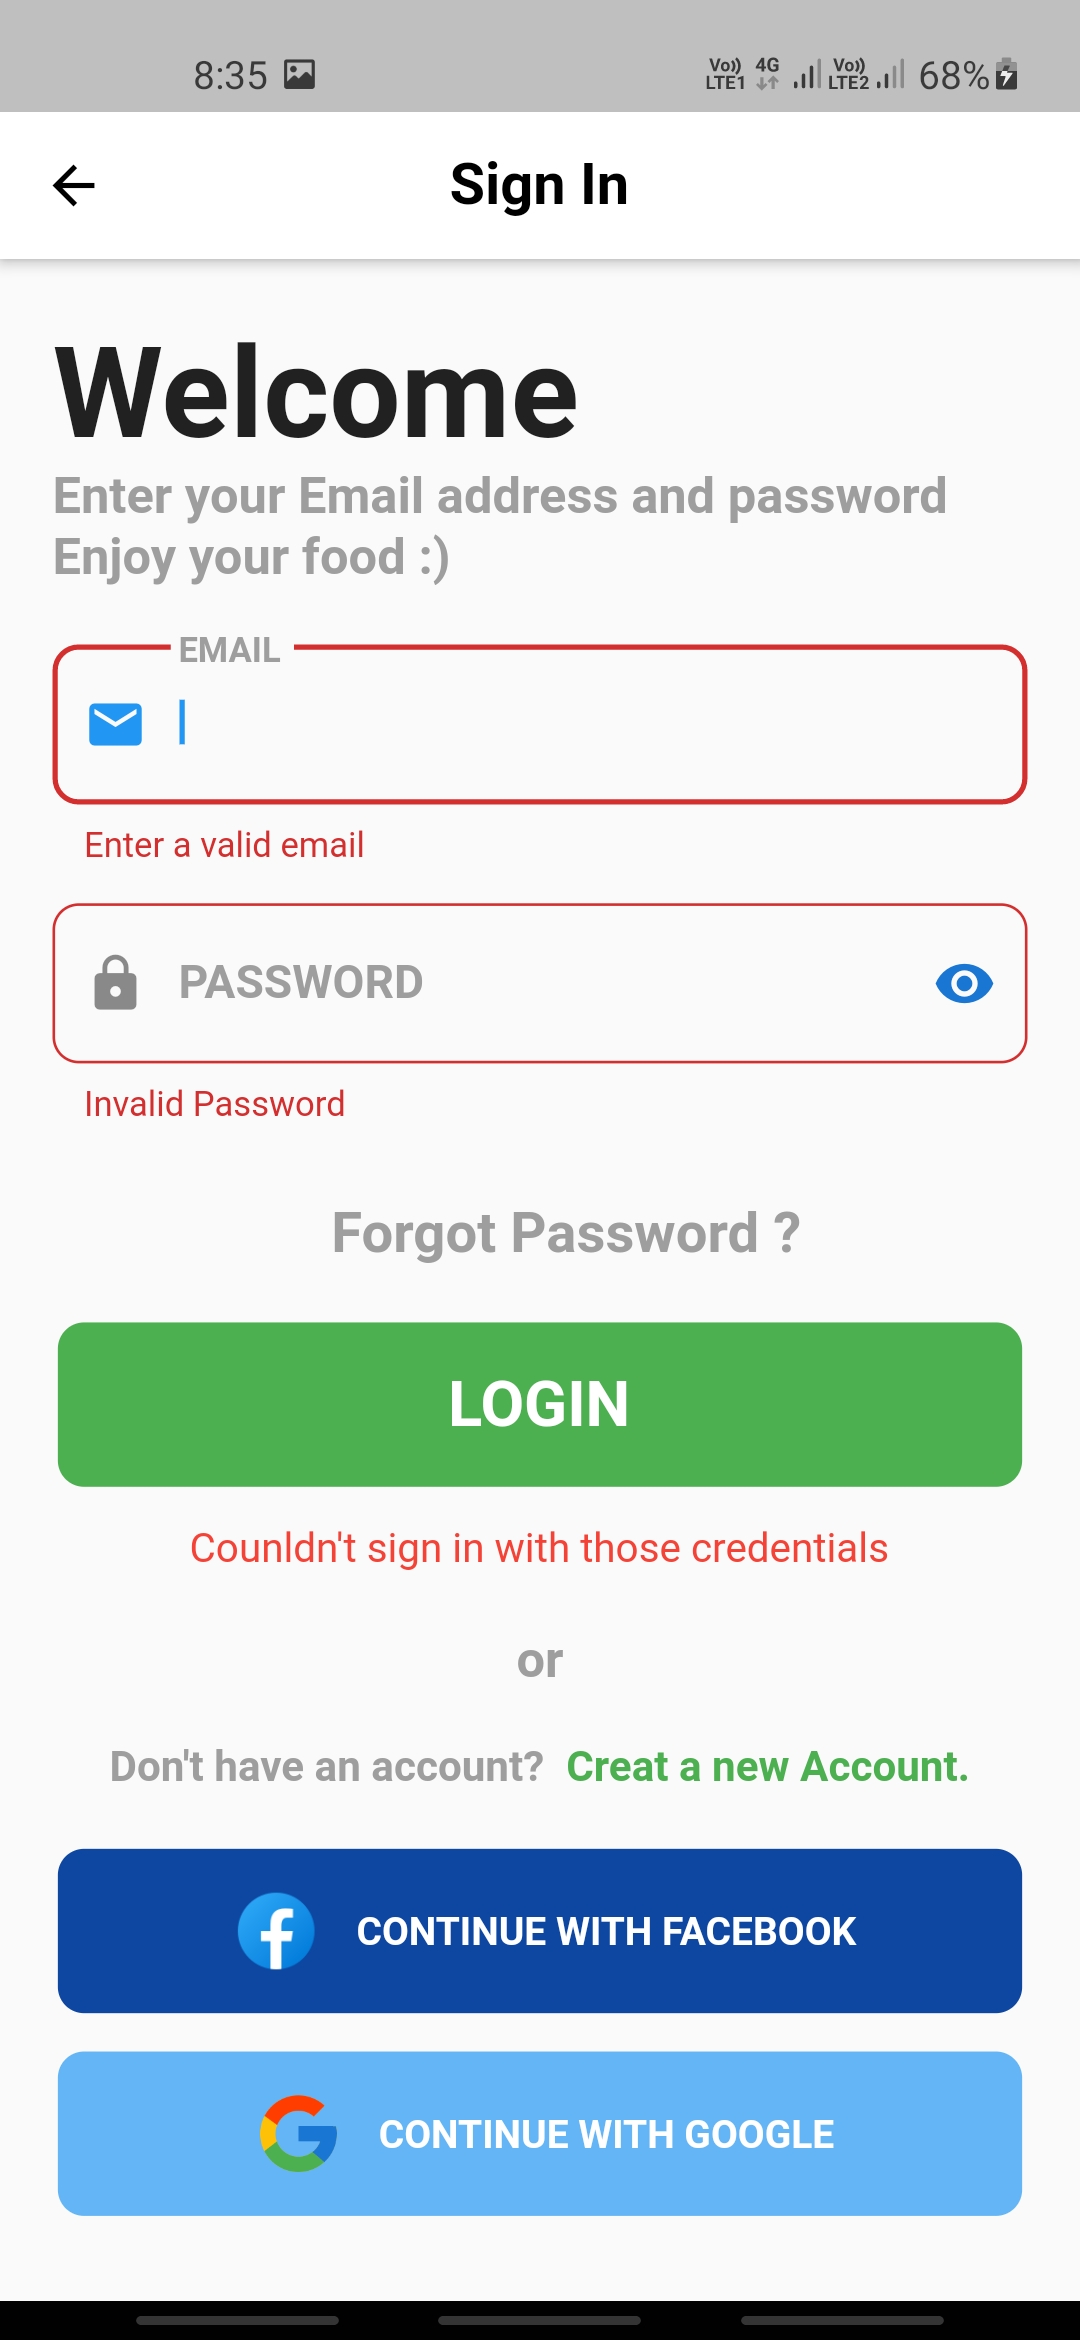 8:35 Vo)) LTE1 4G Vo)) LTE2 68%
Sign In
Welcome
Enter your Email address and password
Enjoy your food :)
EMAIL
Enter a valid email
PASSWORD
Invalid Password
Forgot Password ?
LOGIN
Counldn't sign in with those credentials
or
Don't have an account? Creat a new Account.
CONTINUE WITH FACEBOOK
CONTINUE WITH GOOGLE